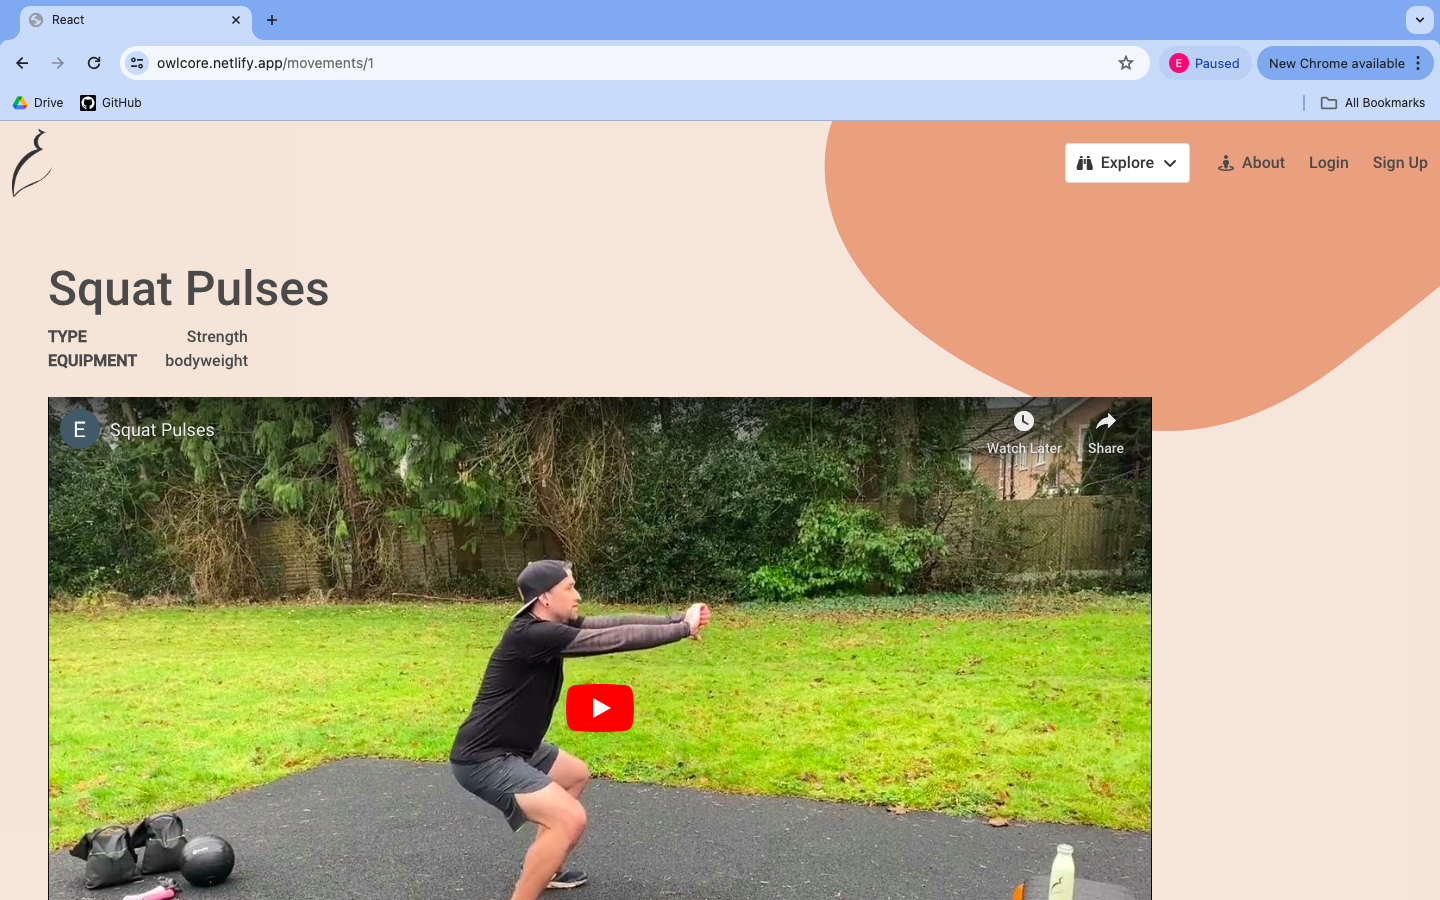 React
owlcore.netlify.app/movements/1
E Paused
New Chrome available
Drive
GitHub
All Bookmarks
Explore
About
Login
Sign Up
Squat Pulses
TYPE Strength
EQUIPMENT bodyweight
E Squat Pulses
Watch Later
Share